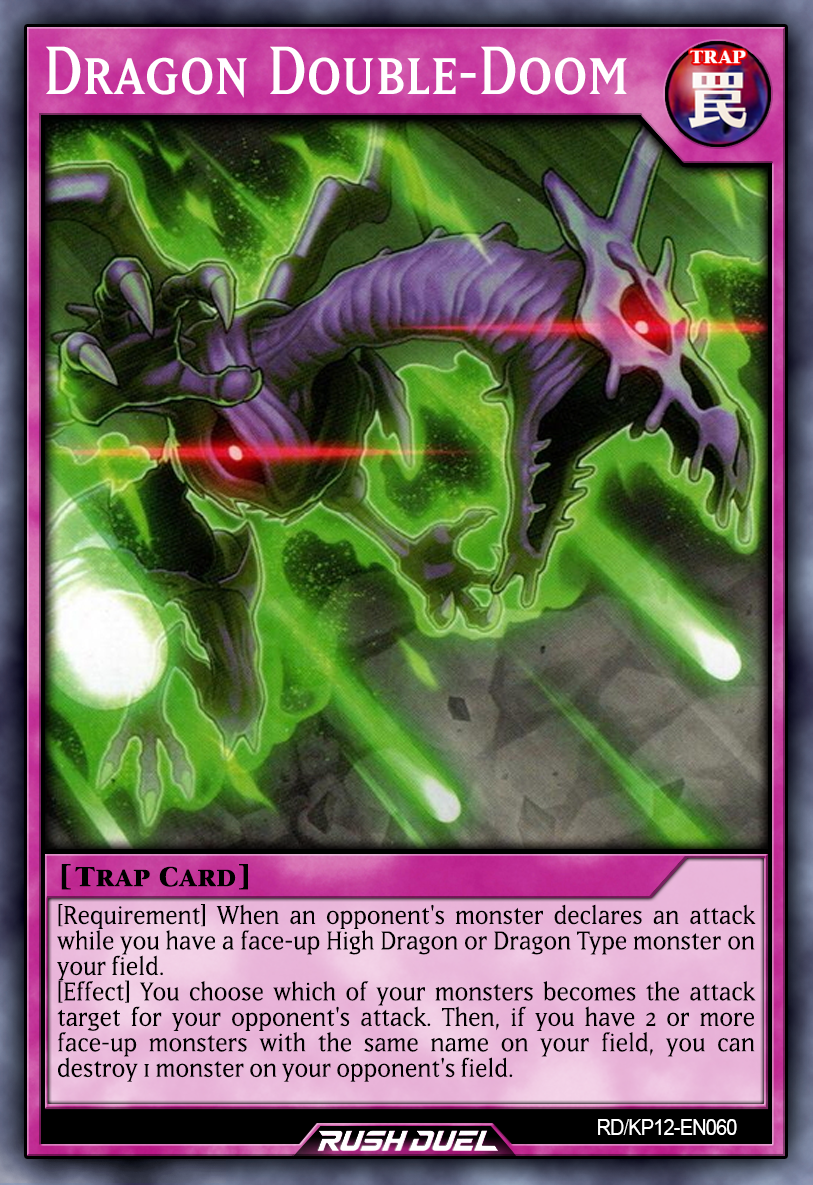 Dragon Double-Doom
TRAP
罠
[Trap Card]
[Requirement] When an opponent's monster declares an attack
while you have a face-up High Dragon or Dragon Type monster on
your field.
[Effect] You choose which of your monsters becomes the attack
target for your opponent's attack. Then, if you have 2 or more
face-up monsters with the same name on your field, you can
destroy 1 monster on your opponent's field.
RD/KP12-EN060
RUSH DUEL